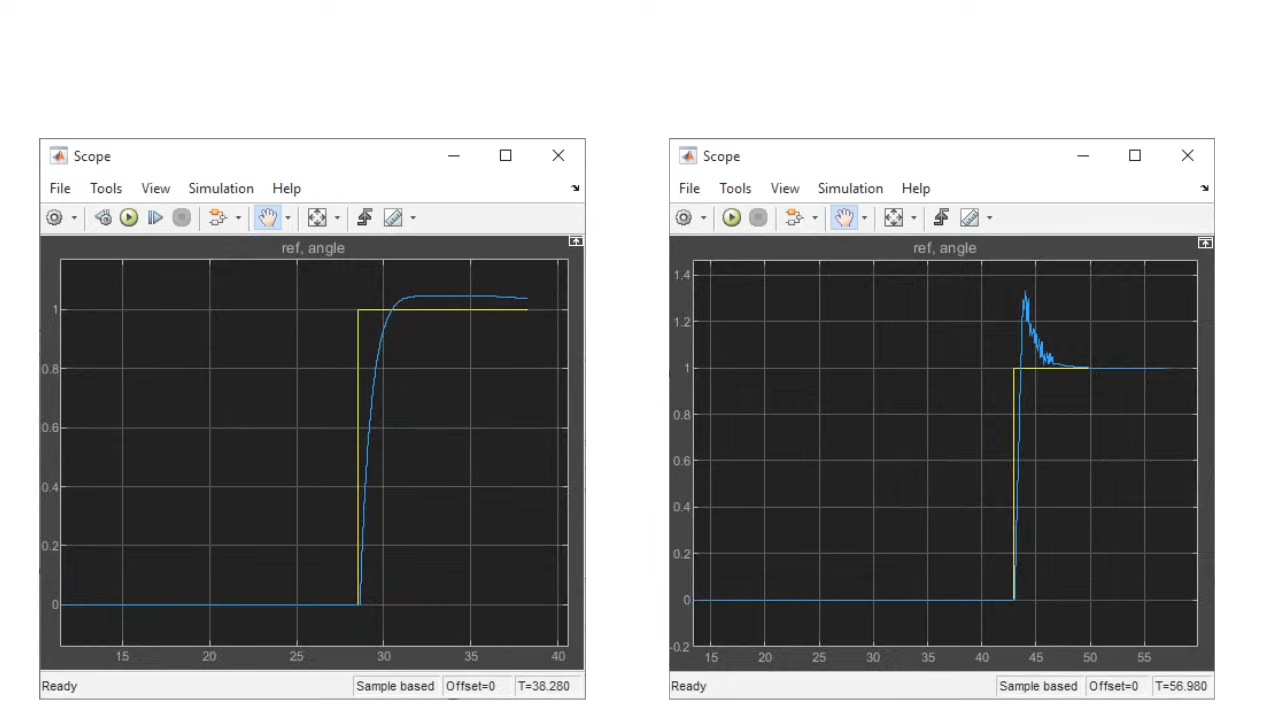 Scope
File Tools View Simulation Help
ref, angle
1
0.8
0.6
0.4
0.2
0
15 20 25 30 35 40
Ready Sample based Offset=0 T=38.280
Scope
File Tools View Simulation Help
ref, angle
1.4
1.2
1
0.8
0.6
0.4
0.2
0
-0.2
15 20 25 30 35 40 45 50 55
Ready Sample based Offset=0 T=56.980